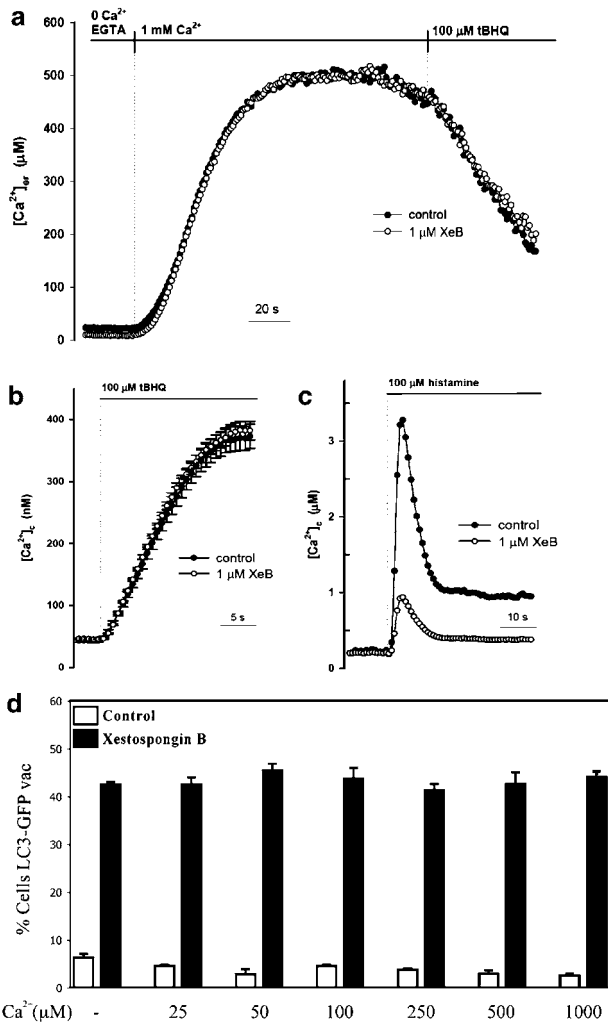 a
0 Ca²⁺
EGTA
1 mM Ca²⁺
100 µM tBHQ
600
500
400
300
200
100
0
[Ca²⁺]er (µM)
control
1 µM XeB
20 s
b
100 µM tBHQ
400
300
200
100
0
[Ca²⁺]c (nM)
control
1 µM XeB
5 s
c
100 µM histamine
3
2
1
0
[Ca²⁺]c (µM)
control
1 µM XeB
10 s
d
Control
Xestospongin B
60
50
40
30
20
10
0
% Cells LC3-GFP vac
Ca²⁺(µM) - 25 50 100 250 500 1000